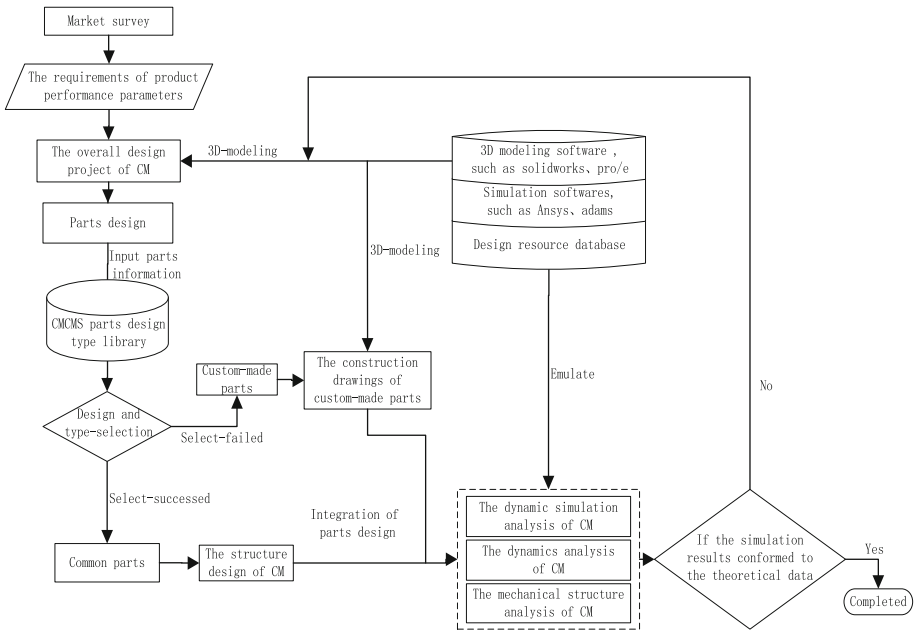 Market survey
The requirements of product
performance parameters
The overall design
project of CM
3D-modeling
3D modeling software ,
such as solidworks、pro/e
Simulation softwares,
such as Ansys、adams
Design resource database
Parts design
3D-modeling
Input parts
information
CMCMS parts design
type library
Custom-made
parts
The construction
drawings of
custom-made parts
Emulate
No
Design and
type-selection
Select-failed
Select-successed
Integration of
parts design
The dynamic simulation
analysis of CM
The dynamics analysis
of CM
The mechanical structure
analysis of CM
If the simulation
results conformed to
the theoretical data
Yes
Completed
Common parts
The structure
design of CM